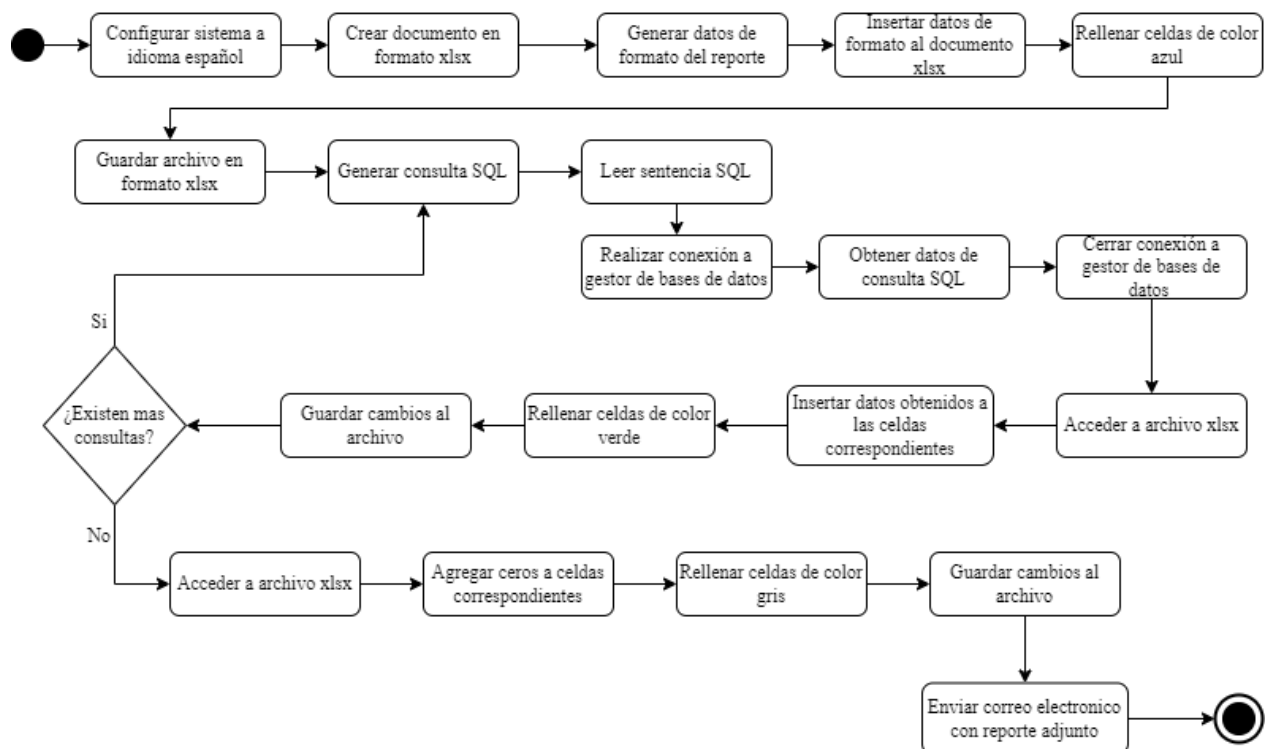 Configurar sistema a
idioma español
Crear documento en
formato xlsx
Generar datos de
formato del reporte
Insertar datos de
formato al documento
xlsx
Rellenar celdas de color
azul
Guardar archivo en
formato xlsx
Generar consulta SQL
Leer sentencia SQL
Realizar conexión a
gestor de bases de datos
Obtener datos de
consulta SQL
Cerrar conexión a
gestor de bases de
datos
Acceder a archivo xlsx
Insertar datos obtenidos a
las celdas
correspondientes
Rellenar celdas de color
verde
Guardar cambios al
archivo
¿Existen mas
consultas?
Si
No
Acceder a archivo xlsx
Agregar ceros a celdas
correspondientes
Rellenar celdas de color
gris
Guardar cambios al
archivo
Enviar correo electronico
con reporte adjunto